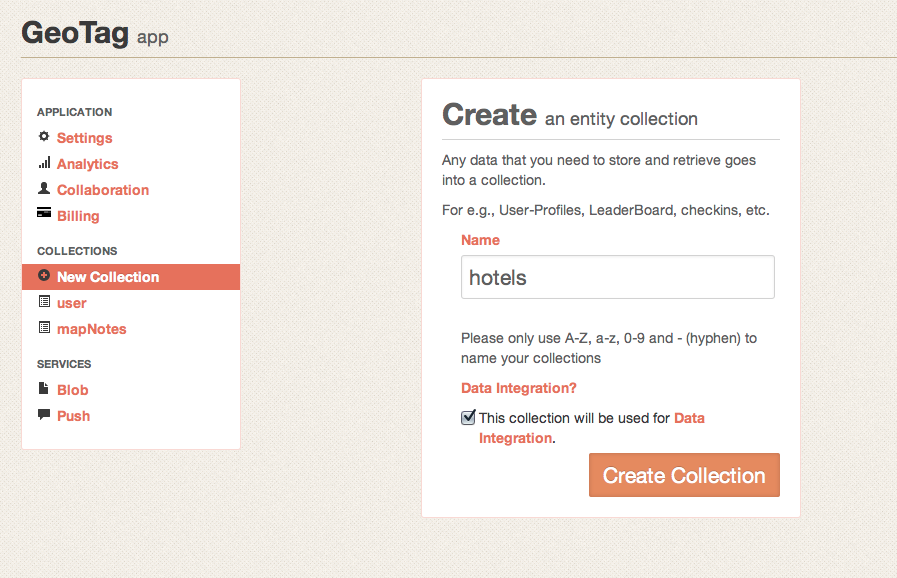 GeoTag app
APPLICATION
Settings
Analytics
Collaboration
Billing
COLLECTIONS
New Collection
user
mapNotes
SERVICES
Blob
Push
Create an entity collection
Any data that you need to store and retrieve goes
into a collection.
For e.g., User-Profiles, LeaderBoard, checkins, etc.
Name
hotels
Please only use A-Z, a-z, 0-9 and - (hyphen) to
name your collections
Data Integration?
This collection will be used for Data
Integration.
Create Collection